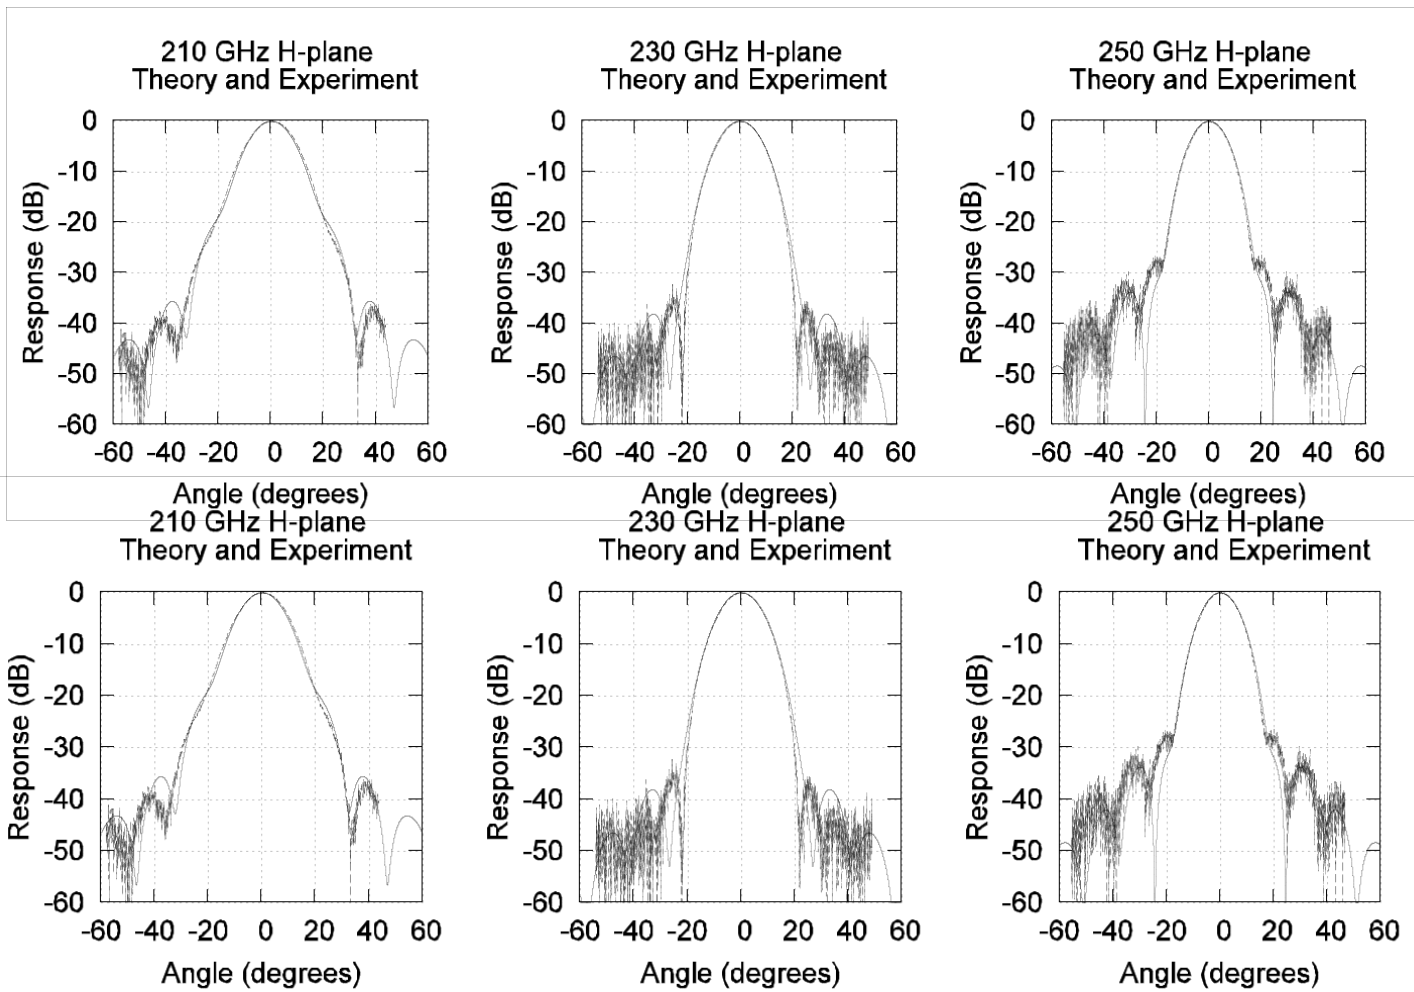 210 GHz H-plane
Theory and Experiment
230 GHz H-plane
Theory and Experiment
250 GHz H-plane
Theory and Experiment
Response (dB)
0
-10
-20
-30
-40
-50
-60
-60 -40 -20 0 20 40 60
Angle (degrees)
Response (dB)
0
-10
-20
-30
-40
-50
-60
-60 -40 -20 0 20 40 60
Angle (degrees)
Response (dB)
0
-10
-20
-30
-40
-50
-60
-60 -40 -20 0 20 40 60
Angle (degrees)
210 GHz H-plane
Theory and Experiment
230 GHz H-plane
Theory and Experiment
250 GHz H-plane
Theory and Experiment
Response (dB)
0
-10
-20
-30
-40
-50
-60
-60 -40 -20 0 20 40 60
Angle (degrees)
Response (dB)
0
-10
-20
-30
-40
-50
-60
-60 -40 -20 0 20 40 60
Angle (degrees)
Response (dB)
0
-10
-20
-30
-40
-50
-60
-60 -40 -20 0 20 40 60
Angle (degrees)